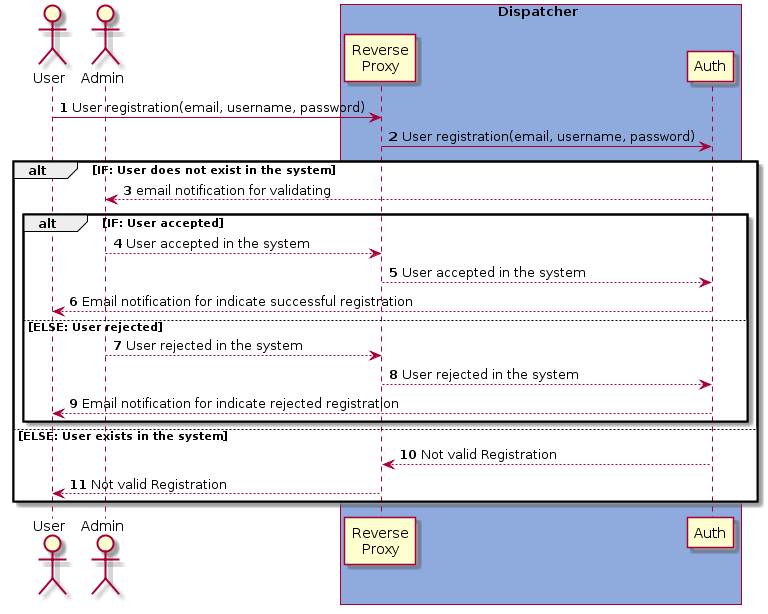 Dispatcher
User
Admin
Reverse
Proxy
Auth
1 User registration(email, username, password)
2 User registration(email, username, password)
alt [IF: User does not exist in the system]
3 email notification for validating
alt [IF: User accepted]
4 User accepted in the system
5 User accepted in the system
6 Email notification for indicate successful registration
[ELSE: User rejected]
7 User rejected in the system
8 User rejected in the system
9 Email notification for indicate rejected registration
[ELSE: User exists in the system]
10 Not valid Registration
11 Not valid Registration
User
Admin
Reverse
Proxy
Auth